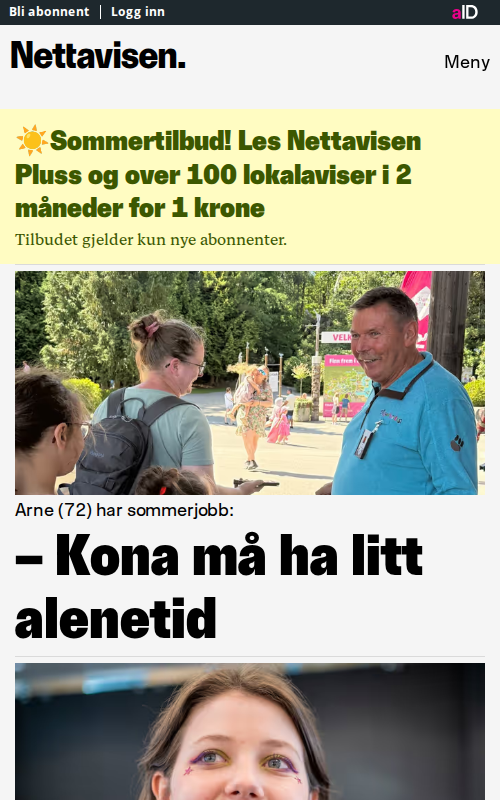 Bli abonnent | Logg inn
aID
Nettavisen.
Meny
☀️Sommertilbud! Les Nettavisen
Pluss og over 100 lokalaviser i 2
måneder for 1 krone
Tilbudet gjelder kun nye abonnenter.
Arne (72) har sommerjobb:
– Kona må ha litt
alenetid